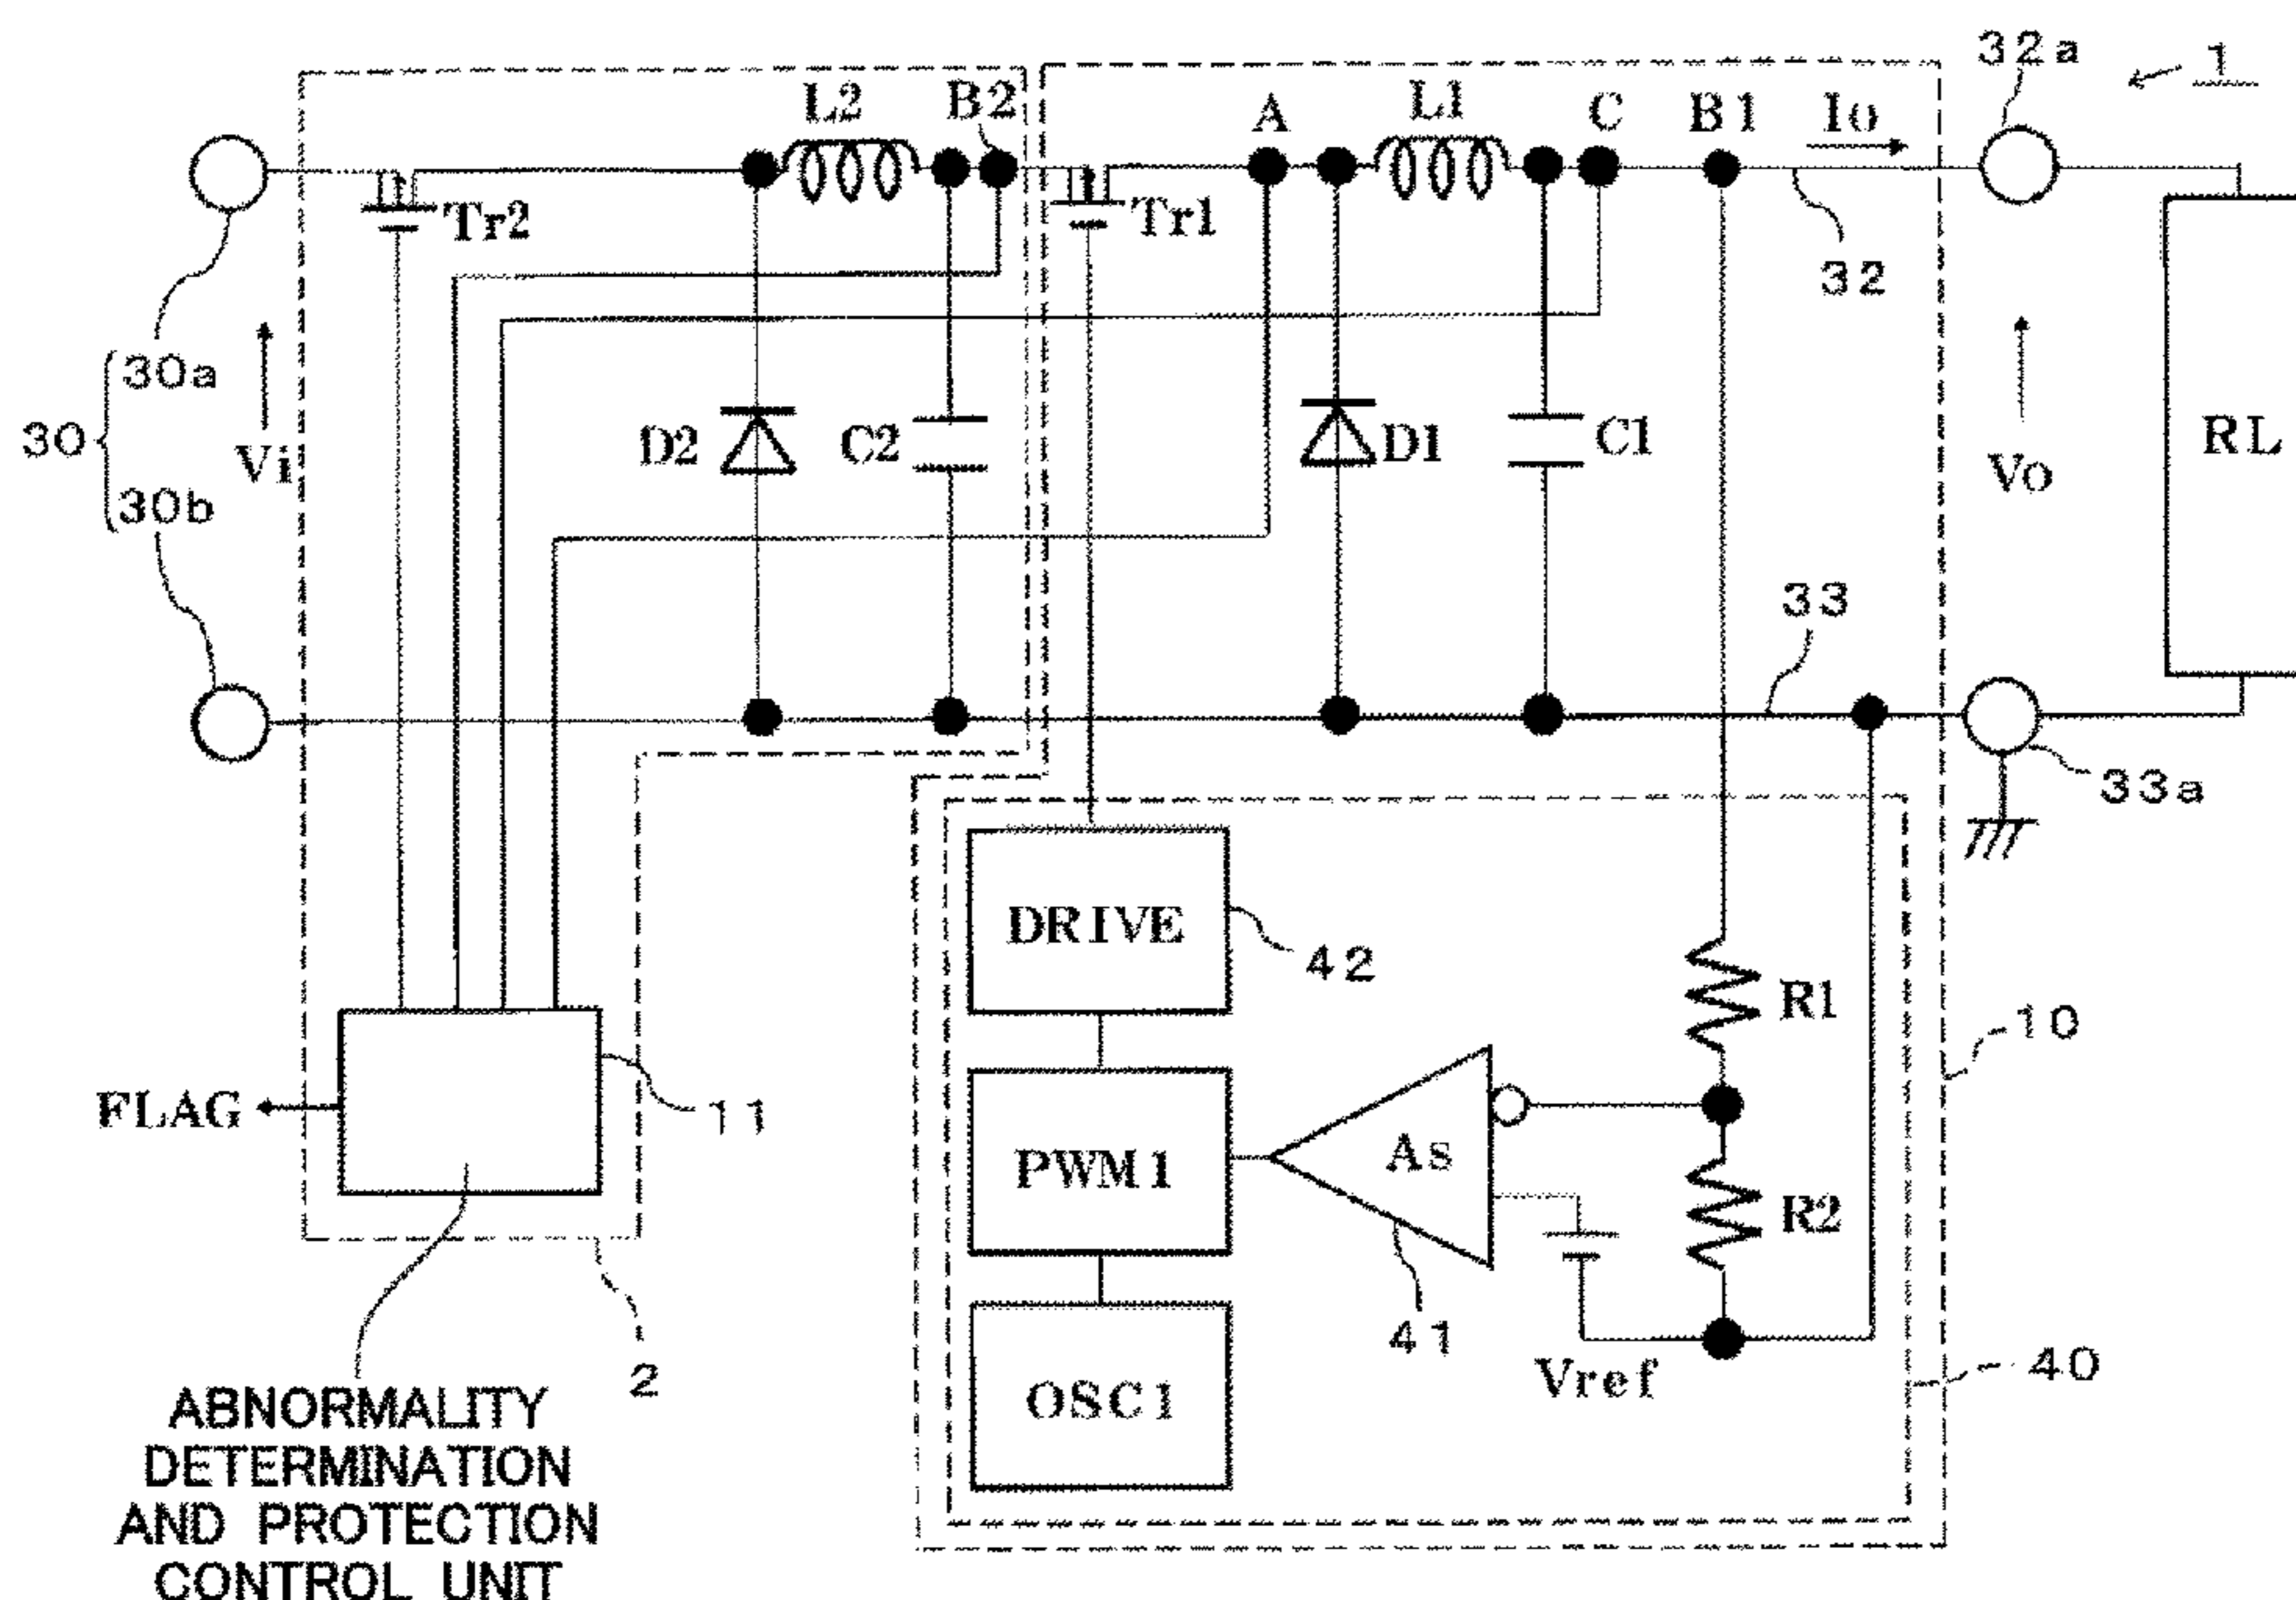 32a
1
L2
B2
A
L1
C
B1
Io
Tr2
Tr1
32
30a
30
Vi
30b
D2
C2
D1
C1
Vo
RL
33
33a
DRIVE
42
R1
10
FLAG
11
PWM1
As
R2
41
2
Vref
40
OSC1
ABNORMALITY
DETERMINATION
AND PROTECTION
CONTROL UNIT